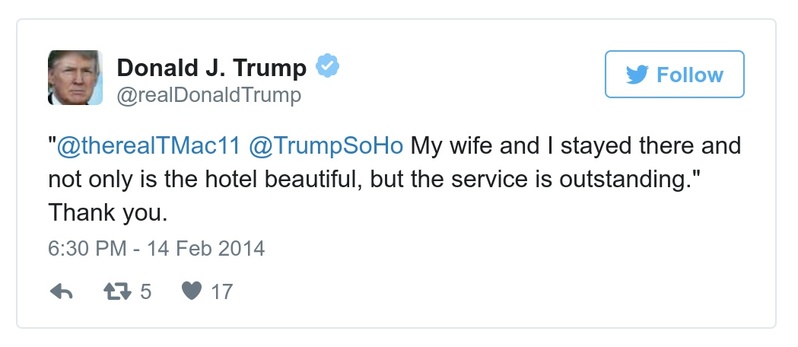 Donald J. Trump
@realDonaldTrump
Follow
"@therealTMac11 @TrumpSoHo My wife and I stayed there and
not only is the hotel beautiful, but the service is outstanding."
Thank you.
6:30 PM - 14 Feb 2014
5 17